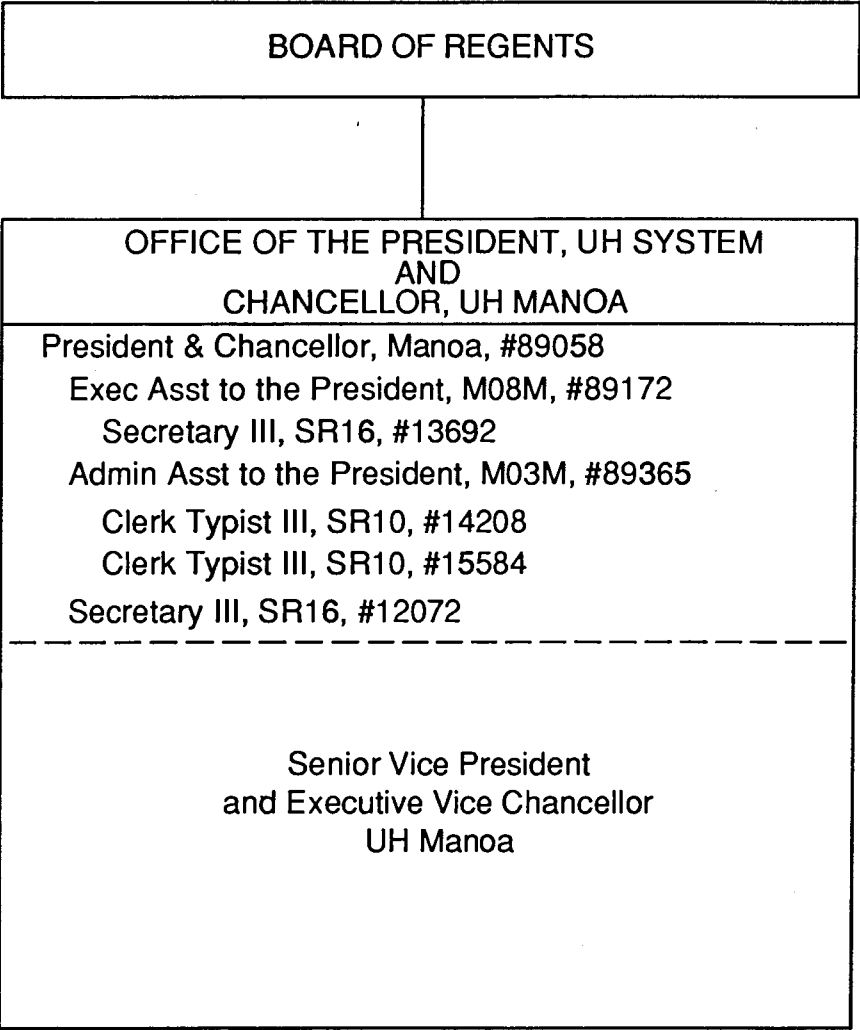 BOARD OF REGENTS
OFFICE OF THE PRESIDENT, UH SYSTEM
AND
CHANCELLOR, UH MANOA
President & Chancellor, Manoa, #89058
Exec Asst to the President, M08M, #89172
Secretary III, SR16, #13692
Admin Asst to the President, M03M, #89365
Clerk Typist III, SR10, #14208
Clerk Typist III, SR10, #15584
Secretary III, SR16, #12072
Senior Vice President
and Executive Vice Chancellor
UH Manoa